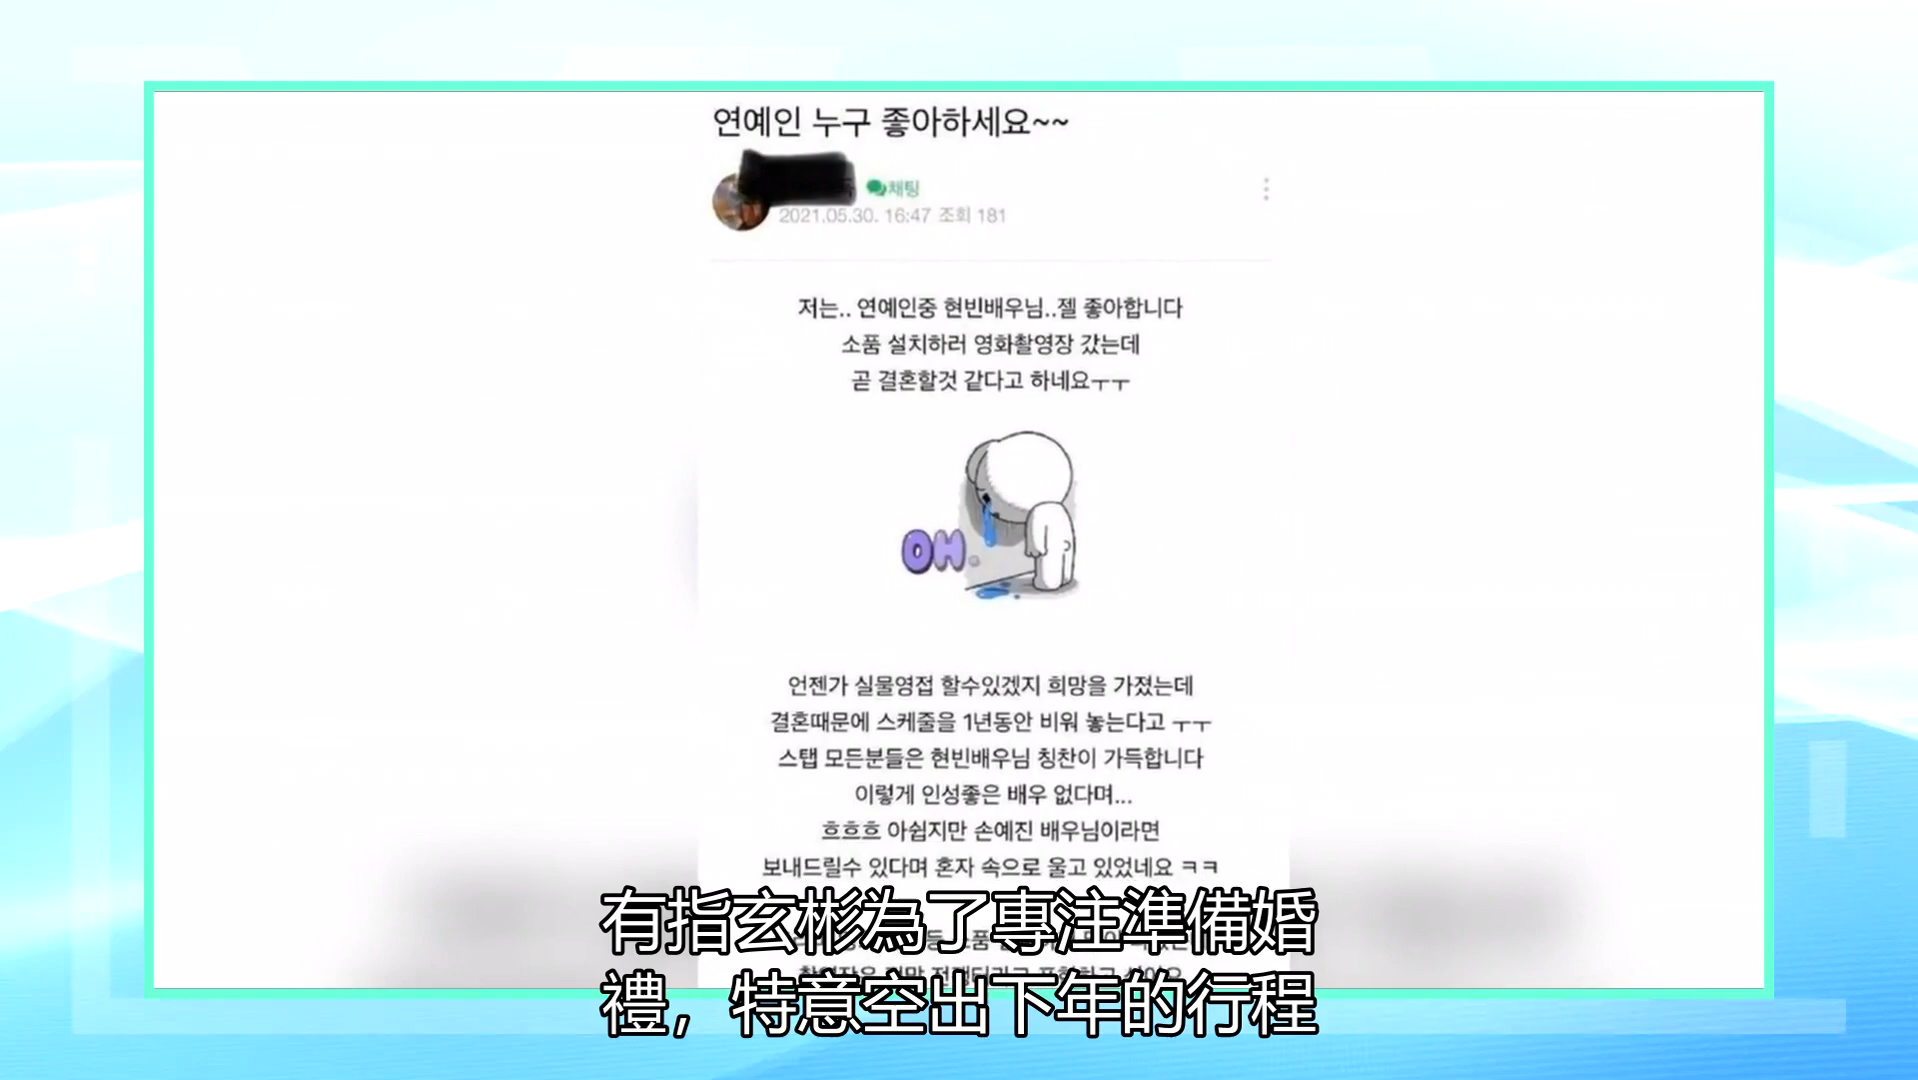 연예인 누구 좋아하세요~~
채팅
2021.05.30. 16:47 조회 181
저는.. 연예인중 현빈배우님..젤 좋아합니다
소품 설치하러 영화촬영장 갔는데
곧 결혼할것 같다고 하네요ㅜㅜ
OH.
언젠가 실물영접 할수있겠지 희망을 가졌는데
결혼때문에 스케줄을 1년동안 비워 놓는다고 ㅜㅜ
스탭 모든분들은 현빈배우님 칭찬이 가득합니다
이렇게 인성좋은 배우 없다며...
흐흐흐 아쉽지만 손예진 배우님이라면
보내드릴수 있다며 혼자 속으로 울고 있었네요 ㅋㅋ
有指玄彬為了專注準備婚
禮，特意空出下年的行程